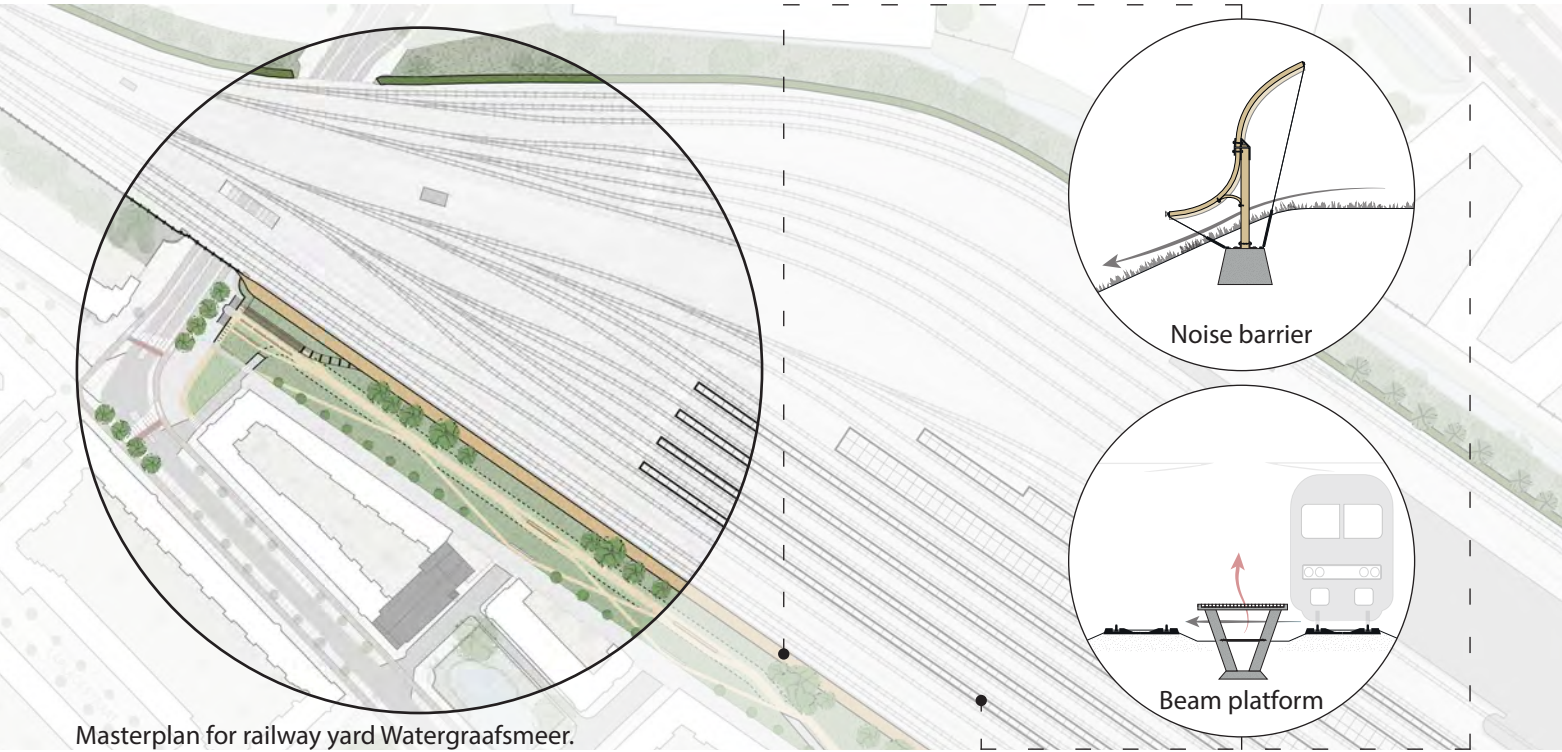 Noise barrier
Beam platform
Masterplan for railway yard Watergraafsmeer.